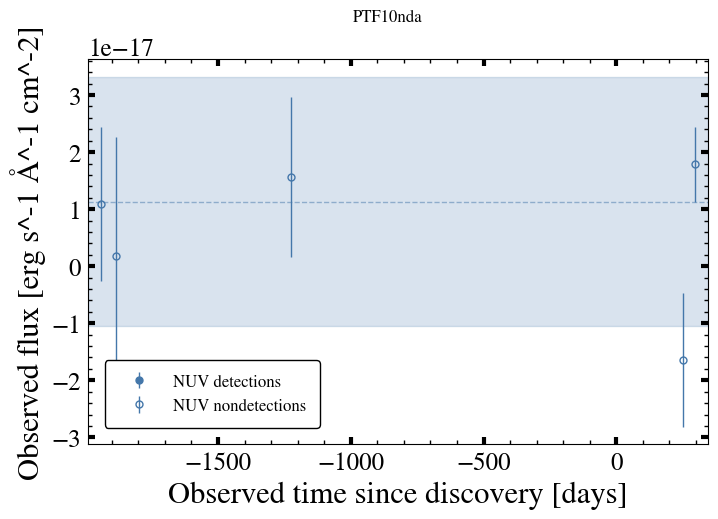 PTF10nda
1e−17
Observed flux [erg s^-1 Å^-1 cm^-2]
3
2
1
0
−1
−2
−3
NUV detections
NUV nondetections
−1500 −1000 −500 0
Observed time since discovery [days]